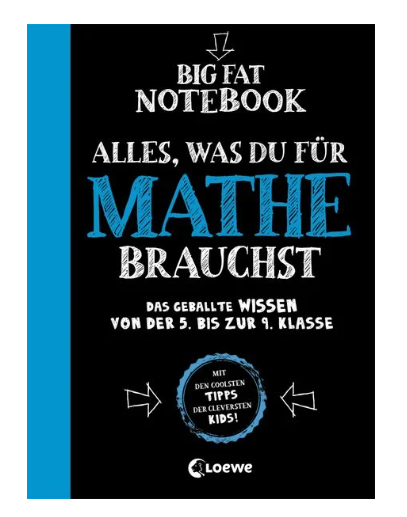 BIG FAT
NOTEBOOK
ALLES, WAS DU FÜR
MATHE
BRAUCHST
DAS GEBALLTE WISSEN
VON DER 5. BIS ZUR 9. KLASSE
MIT
DEN COOLSTEN
TIPPS
DER CLEVERSTEN
KIDS!
LOEWE